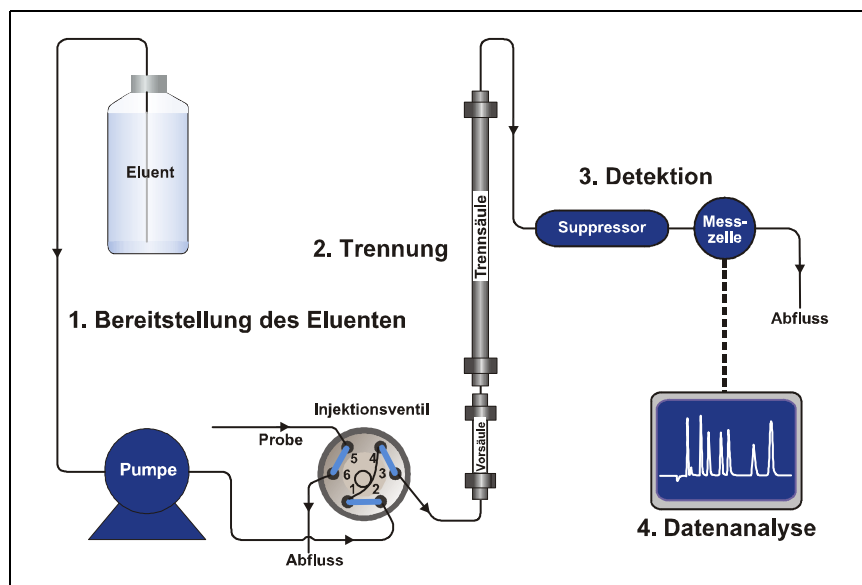 Eluent
3. Detektion
Suppressor
Mess-
zelle
2. Trennung
Trennsäule
Abfluss
1. Bereitstellung des Eluenten
Injektionsventil
Probe
Vorsäule
5
4
6
3
1
2
Pumpe
Abfluss
4. Datenanalyse